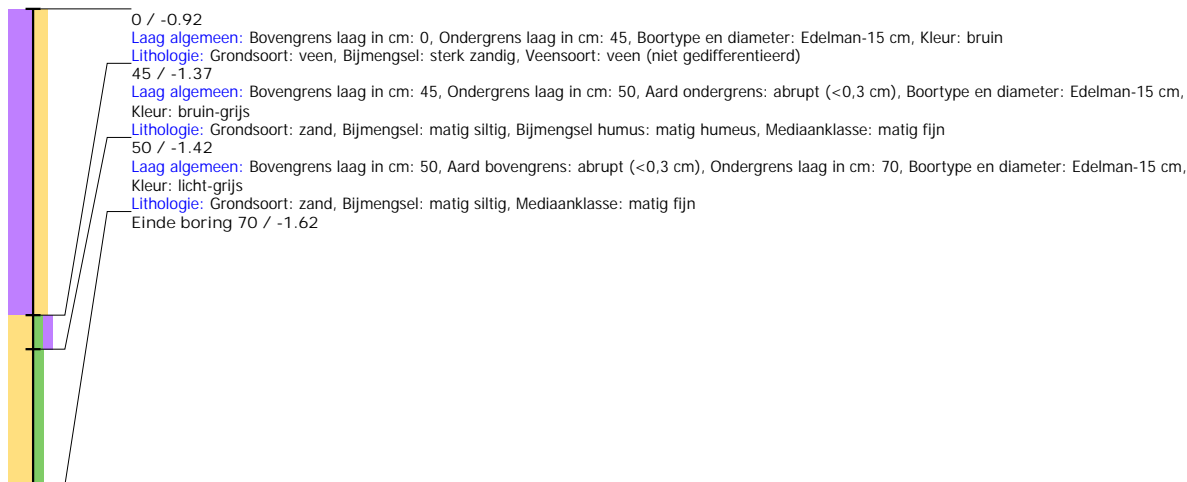 0 / -0.92
Laag algemeen: Bovengrens laag in cm: 0, Ondergrens laag in cm: 45, Boortype en diameter: Edelman-15 cm, Kleur: bruin
Lithologie: Grondsoort: veen, Bijmengsel: sterk zandig, Veensoort: veen (niet gedifferentieerd)
45 / -1.37
Laag algemeen: Bovengrens laag in cm: 45, Ondergrens laag in cm: 50, Aard ondergrens: abrupt (<0,3 cm), Boortype en diameter: Edelman-15 cm,
Kleur: bruin-grijs
Lithologie: Grondsoort: zand, Bijmengsel: matig siltig, Bijmengsel humus: matig humeus, Mediaanklasse: matig fijn
50 / -1.42
Laag algemeen: Bovengrens laag in cm: 50, Aard bovengrens: abrupt (<0,3 cm), Ondergrens laag in cm: 70, Boortype en diameter: Edelman-15 cm,
Kleur: licht-grijs
Lithologie: Grondsoort: zand, Bijmengsel: matig siltig, Mediaanklasse: matig fijn
Einde boring 70 / -1.62